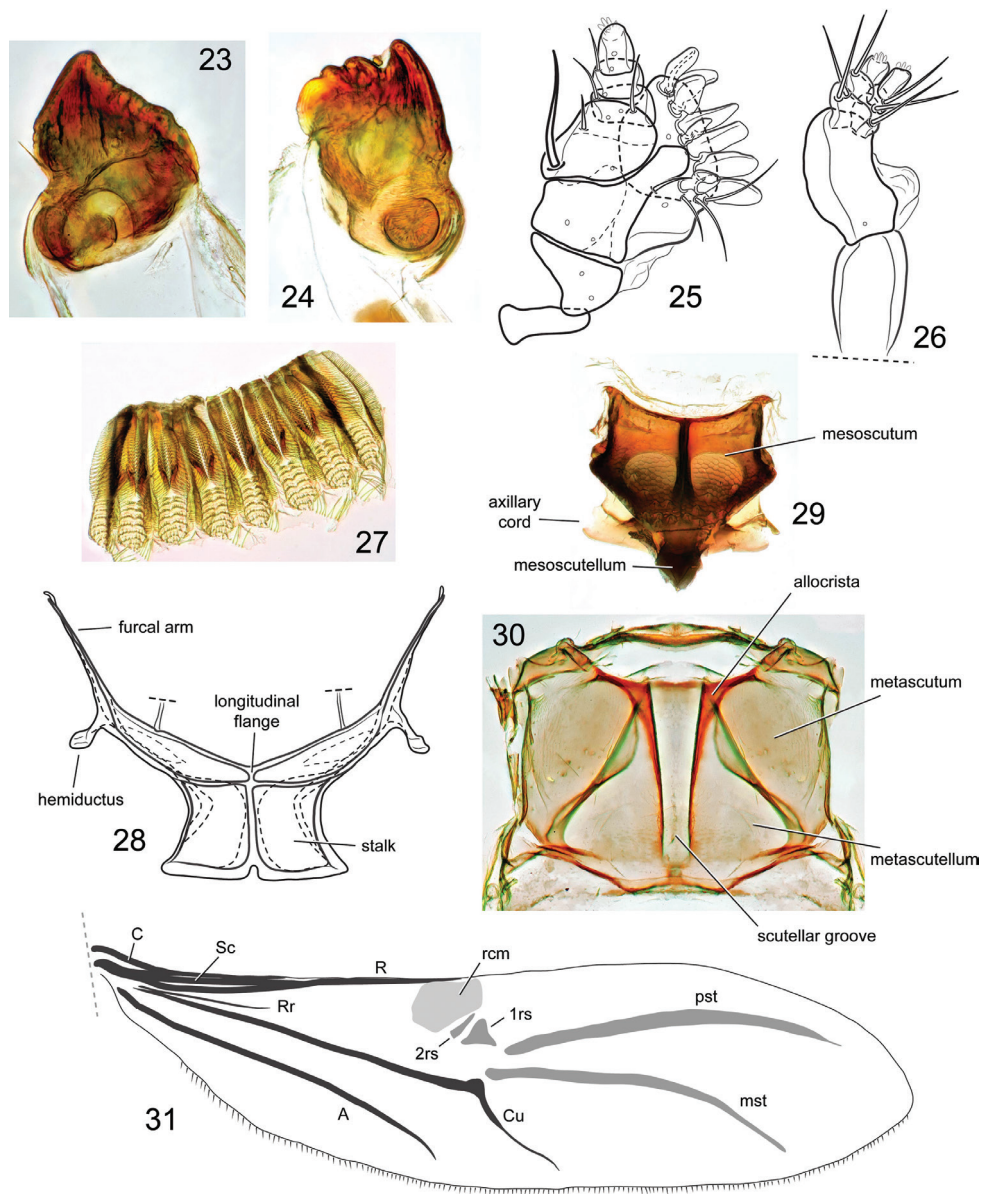 23
24
25
26
27
mesoscutum
axillary
cord
29
mesoscutellum
furcal arm
longitudinal
flange
hemiductus
28
stalk
30
allocrista
metascutum
metascutellum
scutellar groove
C
Sc
R
rcm
Rr
1rs
2rs
pst
mst
A
Cu
31